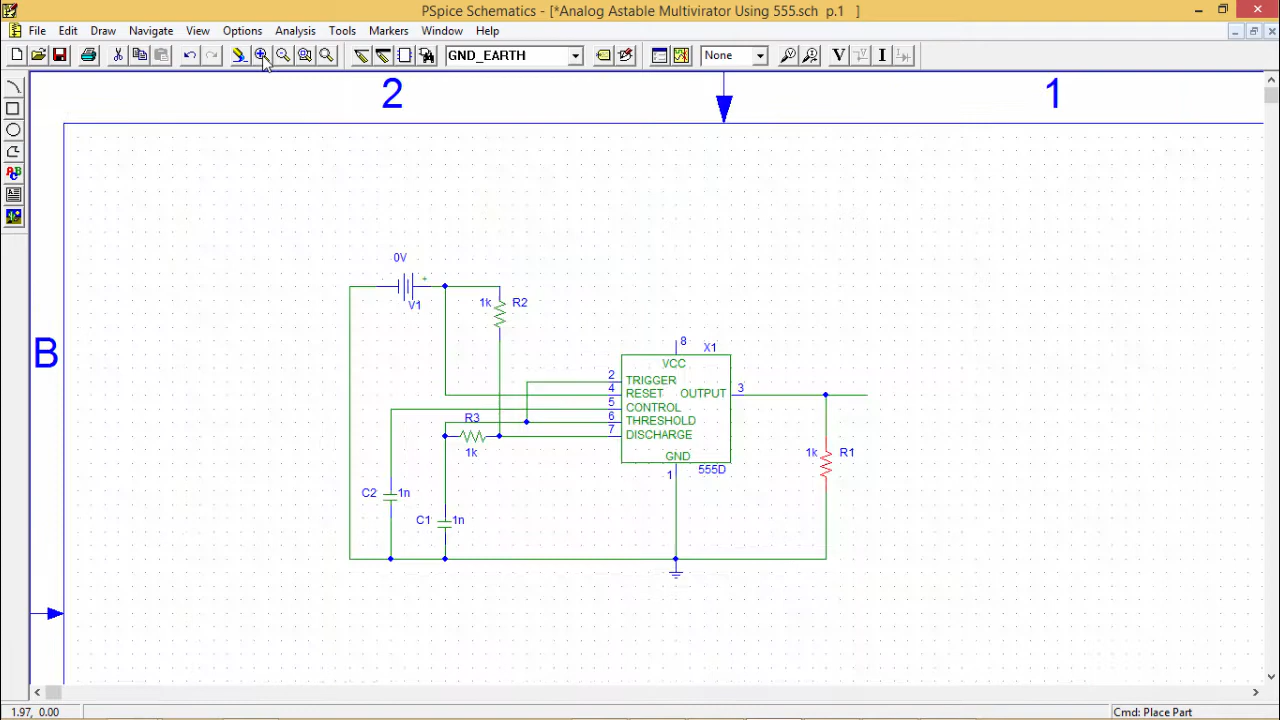 PSpice Schematics - [*Analog Astable Multivirator Using 555.sch  p.1   ]
File Edit Draw Navigate View Options Analysis Tools Markers Window Help
GND_EARTH None V I
2 1
B
0V
+
V1
1k R2
8 X1
VCC
2 TRIGGER
4 RESET OUTPUT 3
5 CONTROL
6 THRESHOLD
7 DISCHARGE
R3
1k
GND
1 555D
1k R1
C2 1n
C1 1n
1.97, 0.00 Cmd: Place Part